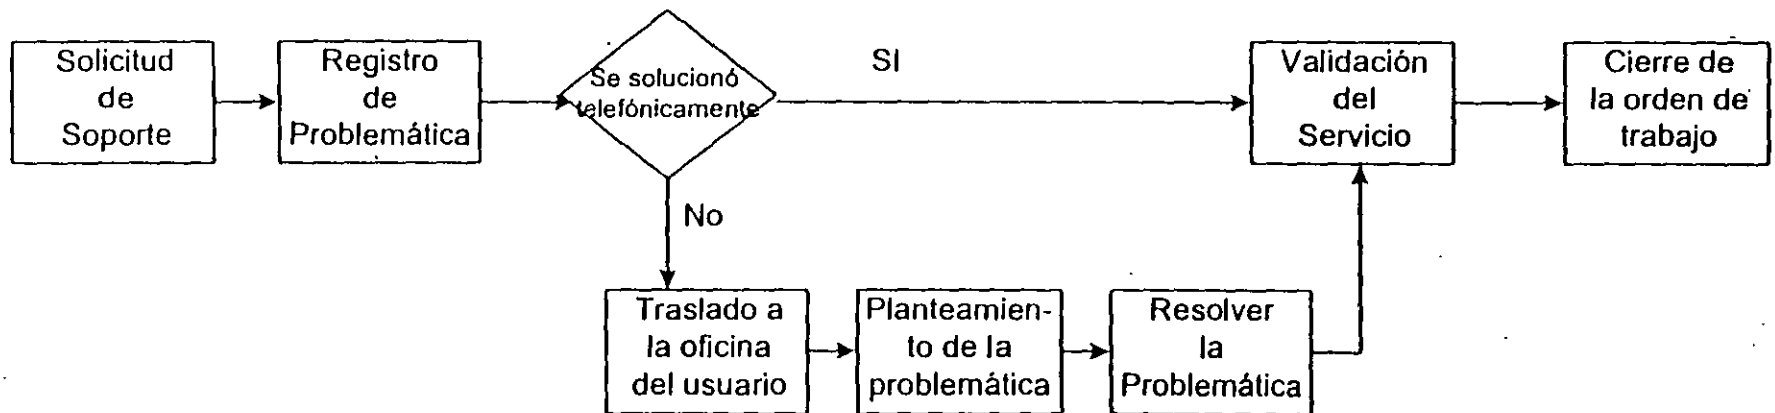 Solicitud
de
Soporte
Registro
de
Problemática
Se solucionó
telefónicamente
SI
Validación
del
Servicio
Cierre de
la orden de
trabajo
No
Traslado a
la oficina
del usuario
Planteamien-
to de la
problemática
Resolver
la
Problemática